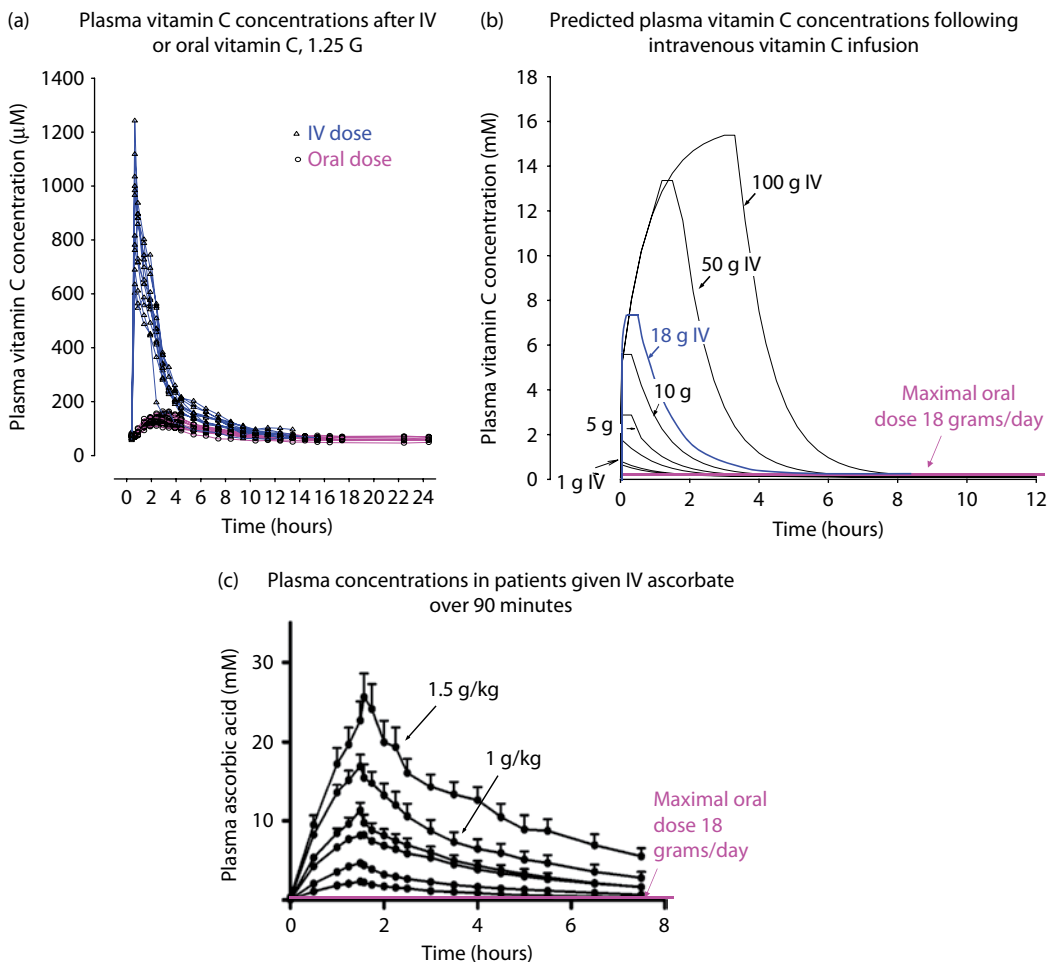 (a) Plasma vitamin C concentrations after IV
or oral vitamin C, 1.25 G
Plasma vitamin C concentration (μM)
1400
1200
1000
800
600
400
200
0
IV dose
Oral dose
0 2 4 6 8 10 12 14 16 18 20 22 24
Time (hours)
(b) Predicted plasma vitamin C concentrations following
intravenous vitamin C infusion
Plasma vitamin C concentration (mM)
18
16
14
12
10
8
6
4
2
0
100 g IV
50 g IV
18 g IV
10 g
5 g
1 g IV
Maximal oral
dose 18 grams/day
0 2 4 6 8 10 12
Time (hours)
(c) Plasma concentrations in patients given IV ascorbate
over 90 minutes
Plasma ascorbic acid (mM)
30
20
10
1.5 g/kg
1 g/kg
Maximal oral
dose 18
grams/day
0 2 4 6 8
Time (hours)